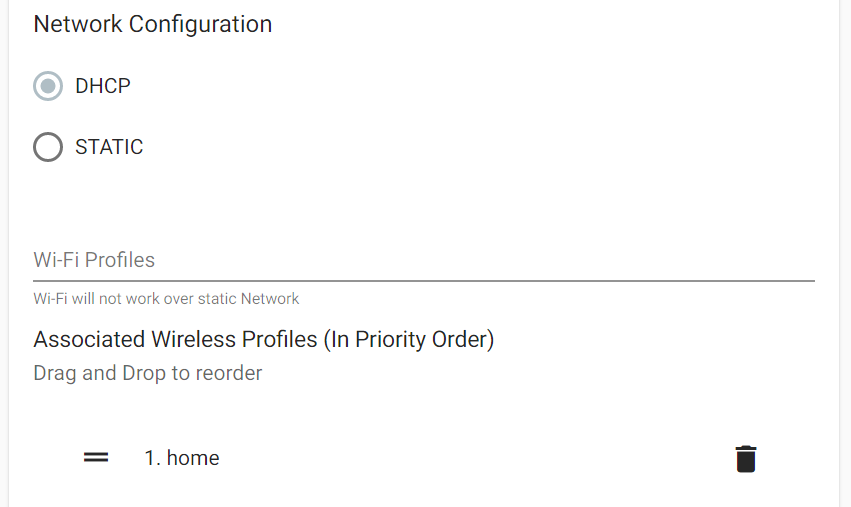 Network Configuration
DHCP
STATIC
Wi-Fi Profiles
Wi-Fi will not work over static Network
Associated Wireless Profiles (In Priority Order)
Drag and Drop to reorder
1. home